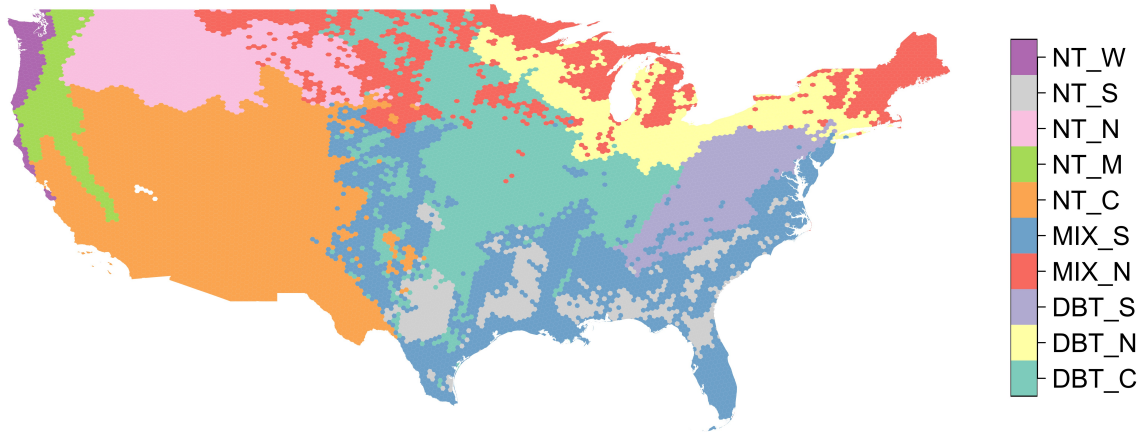 NT_W
NT_S
NT_N
NT_M
NT_C
MIX_S
MIX_N
DBT_S
DBT_N
DBT_C